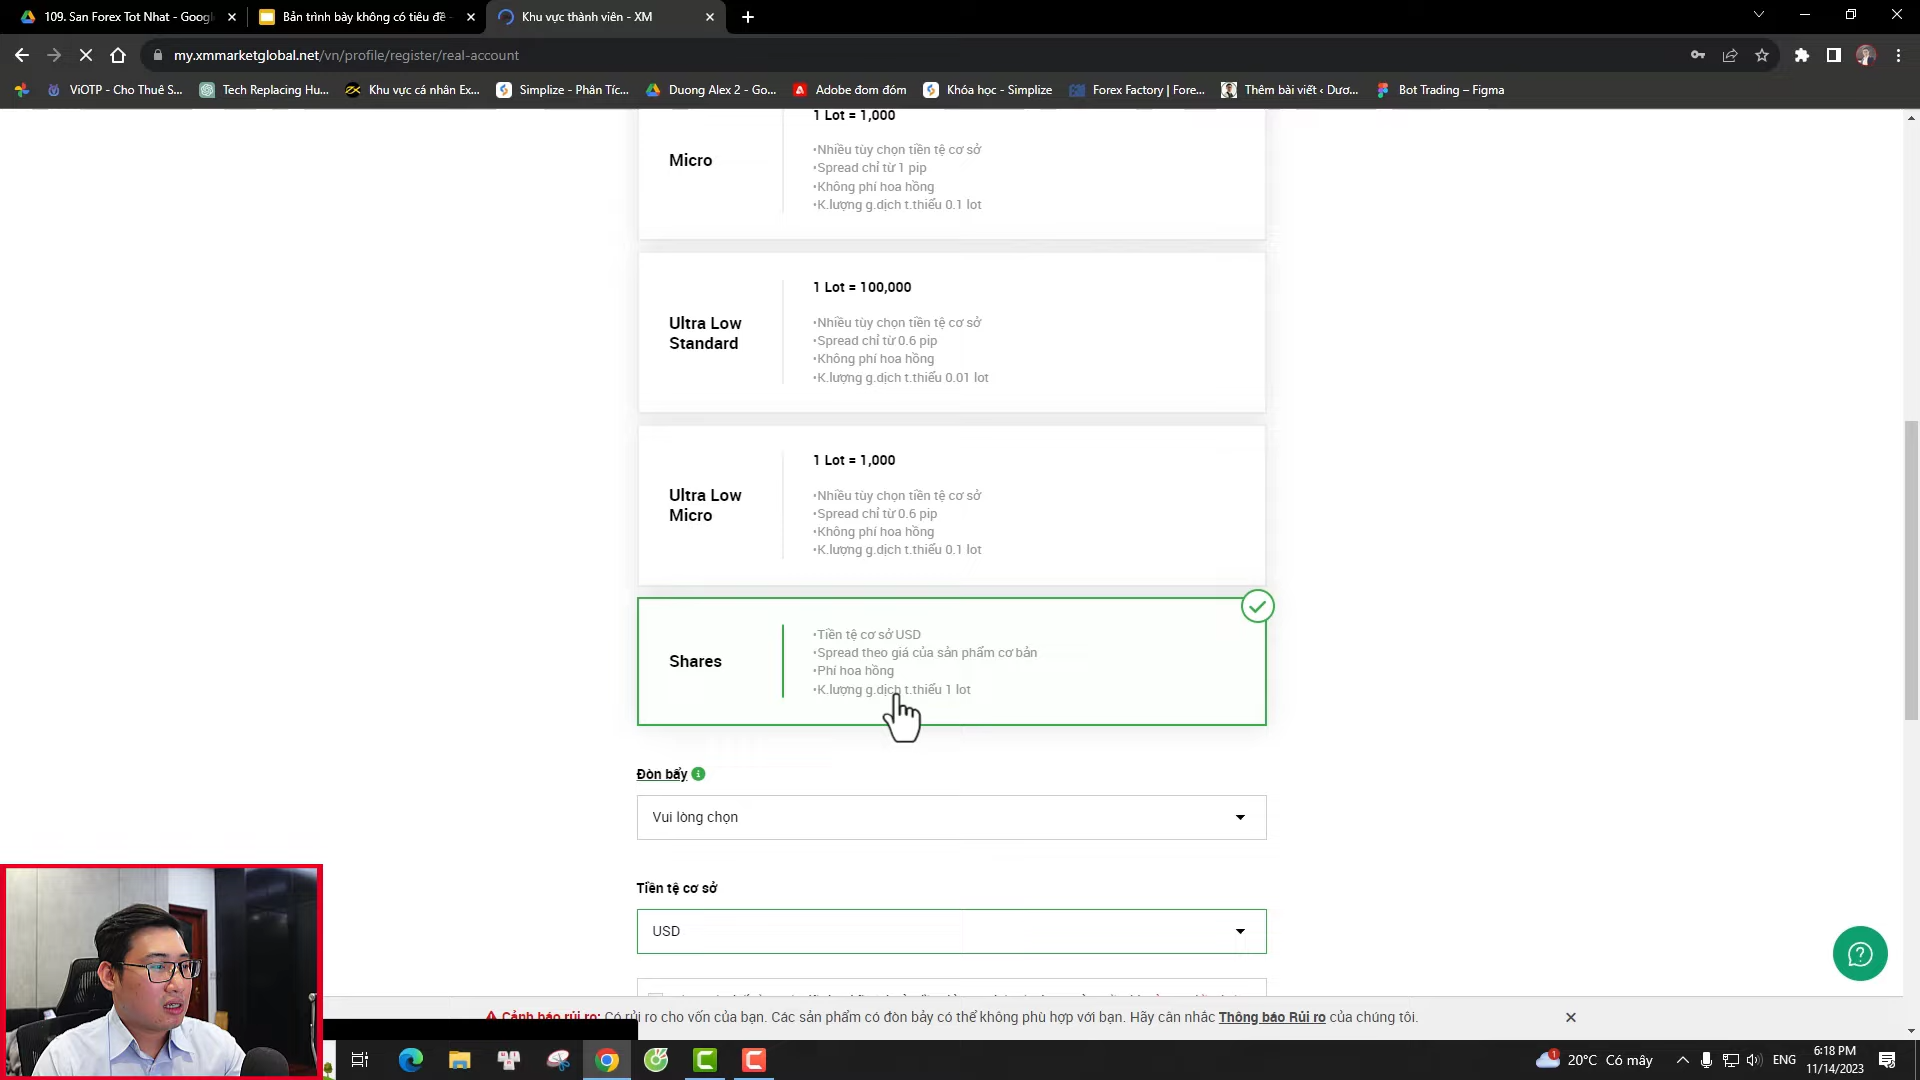 109. San Forex Tot Nhat - Googl
Bản trình bày không có tiêu đề -
Khu vực thành viên - XM
my.xmmarketglobal.net/vn/profile/register/real-account
ViOTP - Cho Thuê S...
Tech Replacing Hu...
Khu vực cá nhân Ex...
Simplize - Phân Tíc...
Duong Alex 2 - Go...
Adobe đom đóm
Khóa học - Simplize
Forex Factory | Fore...
Thêm bài viết ‹ Dươ...
Bot Trading – Figma
1 Lot = 1,000
Micro
•Nhiều tùy chọn tiền tệ cơ sở
•Spread chỉ từ 1 pip
•Không phí hoa hồng
•K.lượng g.dịch t.thiểu 0.1 lot
1 Lot = 100,000
Ultra Low
Standard
•Nhiều tùy chọn tiền tệ cơ sở
•Spread chỉ từ 0.6 pip
•Không phí hoa hồng
•K.lượng g.dịch t.thiểu 0.01 lot
1 Lot = 1,000
Ultra Low
Micro
•Nhiều tùy chọn tiền tệ cơ sở
•Spread chỉ từ 0.6 pip
•Không phí hoa hồng
•K.lượng g.dịch t.thiểu 0.1 lot
Shares
•Tiền tệ cơ sở USD
•Spread theo giá của sản phẩm cơ bản
•Phí hoa hồng
•K.lượng g.dịch t.thiểu 1 lot
Đòn bẩy
Vui lòng chọn
Tiền tệ cơ sở
USD
Cảnh báo rủi ro: Có rủi ro cho vốn của bạn. Các sản phẩm có đòn bẩy có thể không phù hợp với bạn. Hãy cân nhắc Thông báo Rủi ro của chúng tôi.
1
20°C Có mây
ENG
6:18 PM
11/14/2023